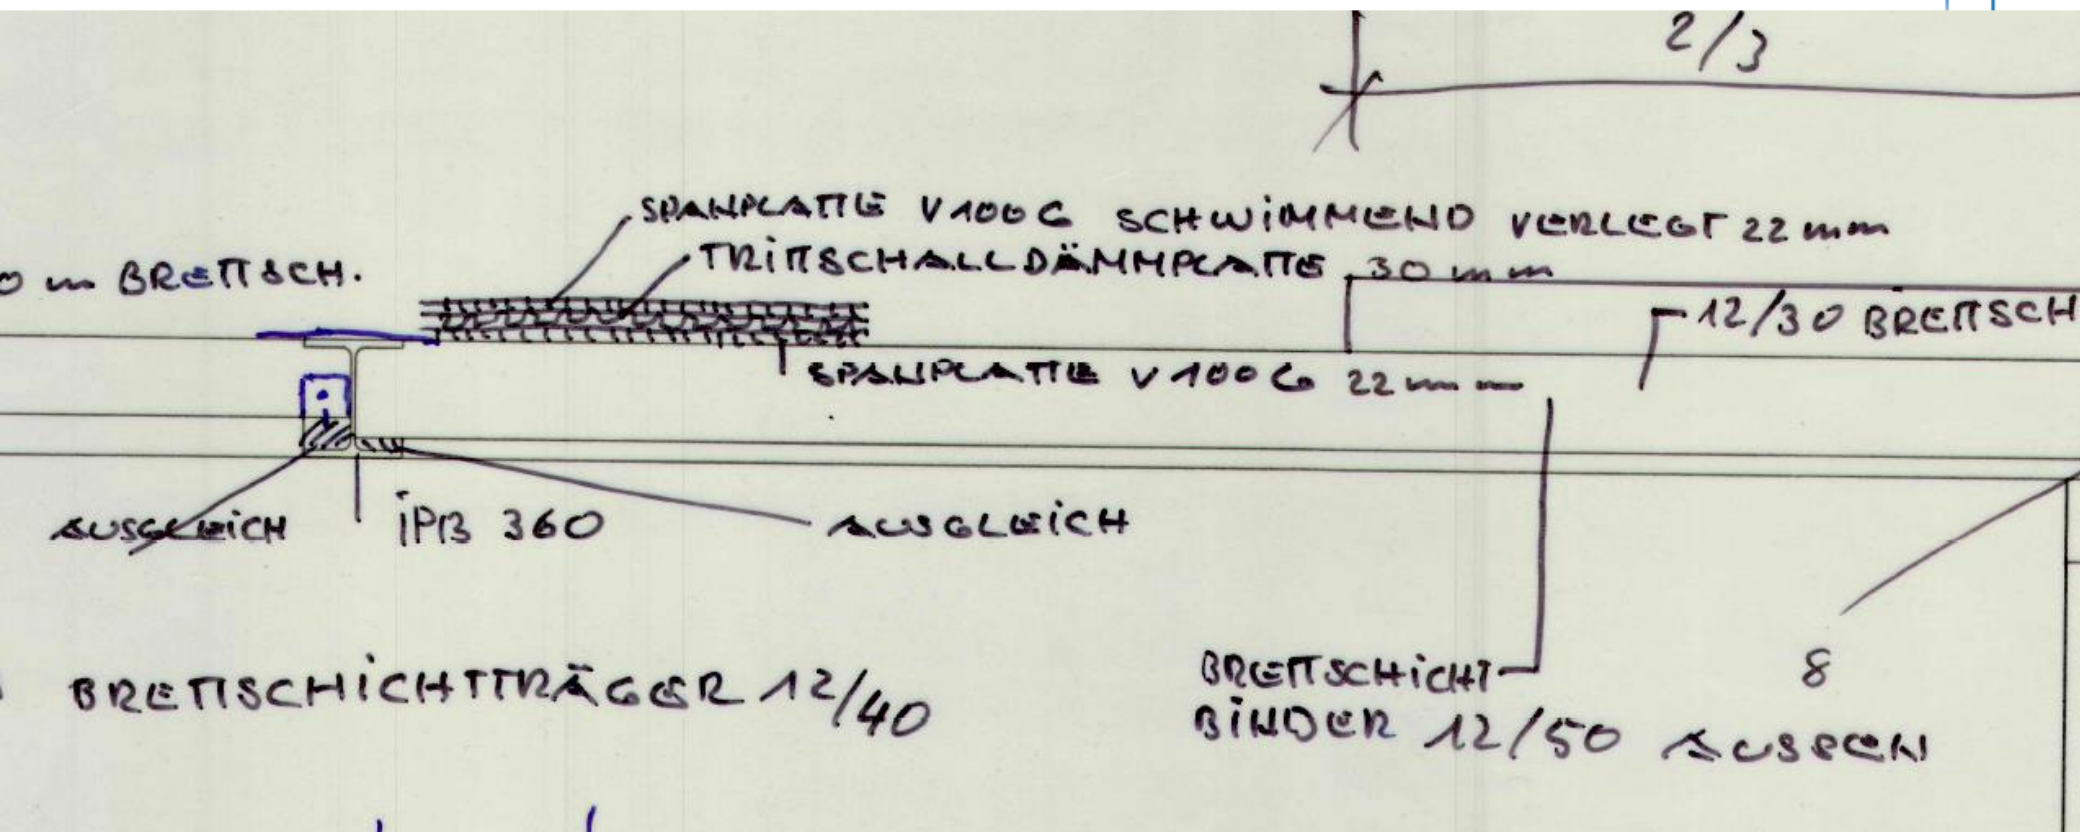 2/3
SPANPLATTE V100G SCHWIMMEND VERLEGT 22 mm
TRITTSCHALLDÄMMPLATTE 30 mm
m BRETTSCH.
12/30 BRETTSCH
SPANPLATTE V100G 22 mm
AUSGLEICH
iPB 360
AUSGLEICH
BRETTSCHICHTTRÄGER 12/40
BRETTSCHICHT
BINDER 12/50 AUSSEN
8